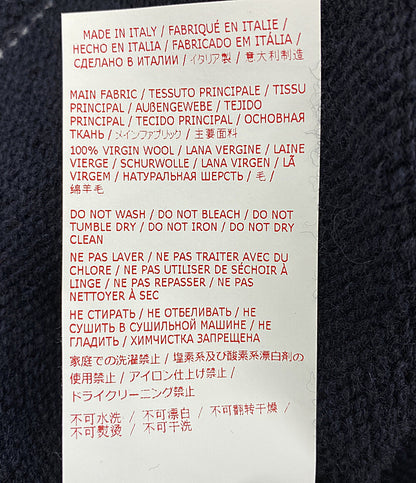 MADE IN ITALY / FABRIQUÉ EN ITALIE /
HECHO EN ITALIA / FABRICADO EM ITÁLIA /
СДЕЛАНО В ИТАЛИИ / イタリア製 / 意大利制造
MAIN FABRIC / TESSUTO PRINCIPALE / TISSU
PRINCIPAL / AUßENGEWEBE / TEJIDO
PRINCIPAL / TECIDO PRINCIPAL / ОСНОВНАЯ
ТКАНЬ / メインファブリック / 主要面料
100% VIRGIN WOOL / LANA VERGINE / LAINE
VIERGE / SCHURWOLLE / LANA VIRGEN / LÃ
VIRGEM / НАТУРАЛЬНАЯ ШЕРСТЬ / 毛 /
绵羊毛
DO NOT WASH / DO NOT BLEACH / DO NOT
TUMBLE DRY / DO NOT IRON / DO NOT DRY
CLEAN
NE PAS LAVER / NE PAS TRAITER AVEC DU
CHLORE / NE PAS UTILISER DE SÉCHOIR À
LINGE / NE PAS REPASSER / NE PAS
NETTOYER À SEC
НЕ СТИРАТЬ / НЕ ОТБЕЛИВАТЬ / НЕ
СУШИТЬ В СУШИЛЬНОЙ МАШИНЕ / НЕ
ГЛАДИТЬ / ХИМЧИСТКА ЗАПРЕЩЕНА
家庭での洗濯禁止 / 塩素系及び酸素系漂白剤の
使用禁止 / アイロン仕上げ禁止 /
ドライクリーニング禁止
不可水洗 / 不可漂白 / 不可翻转干燥 /
不可熨烫 / 不可干洗